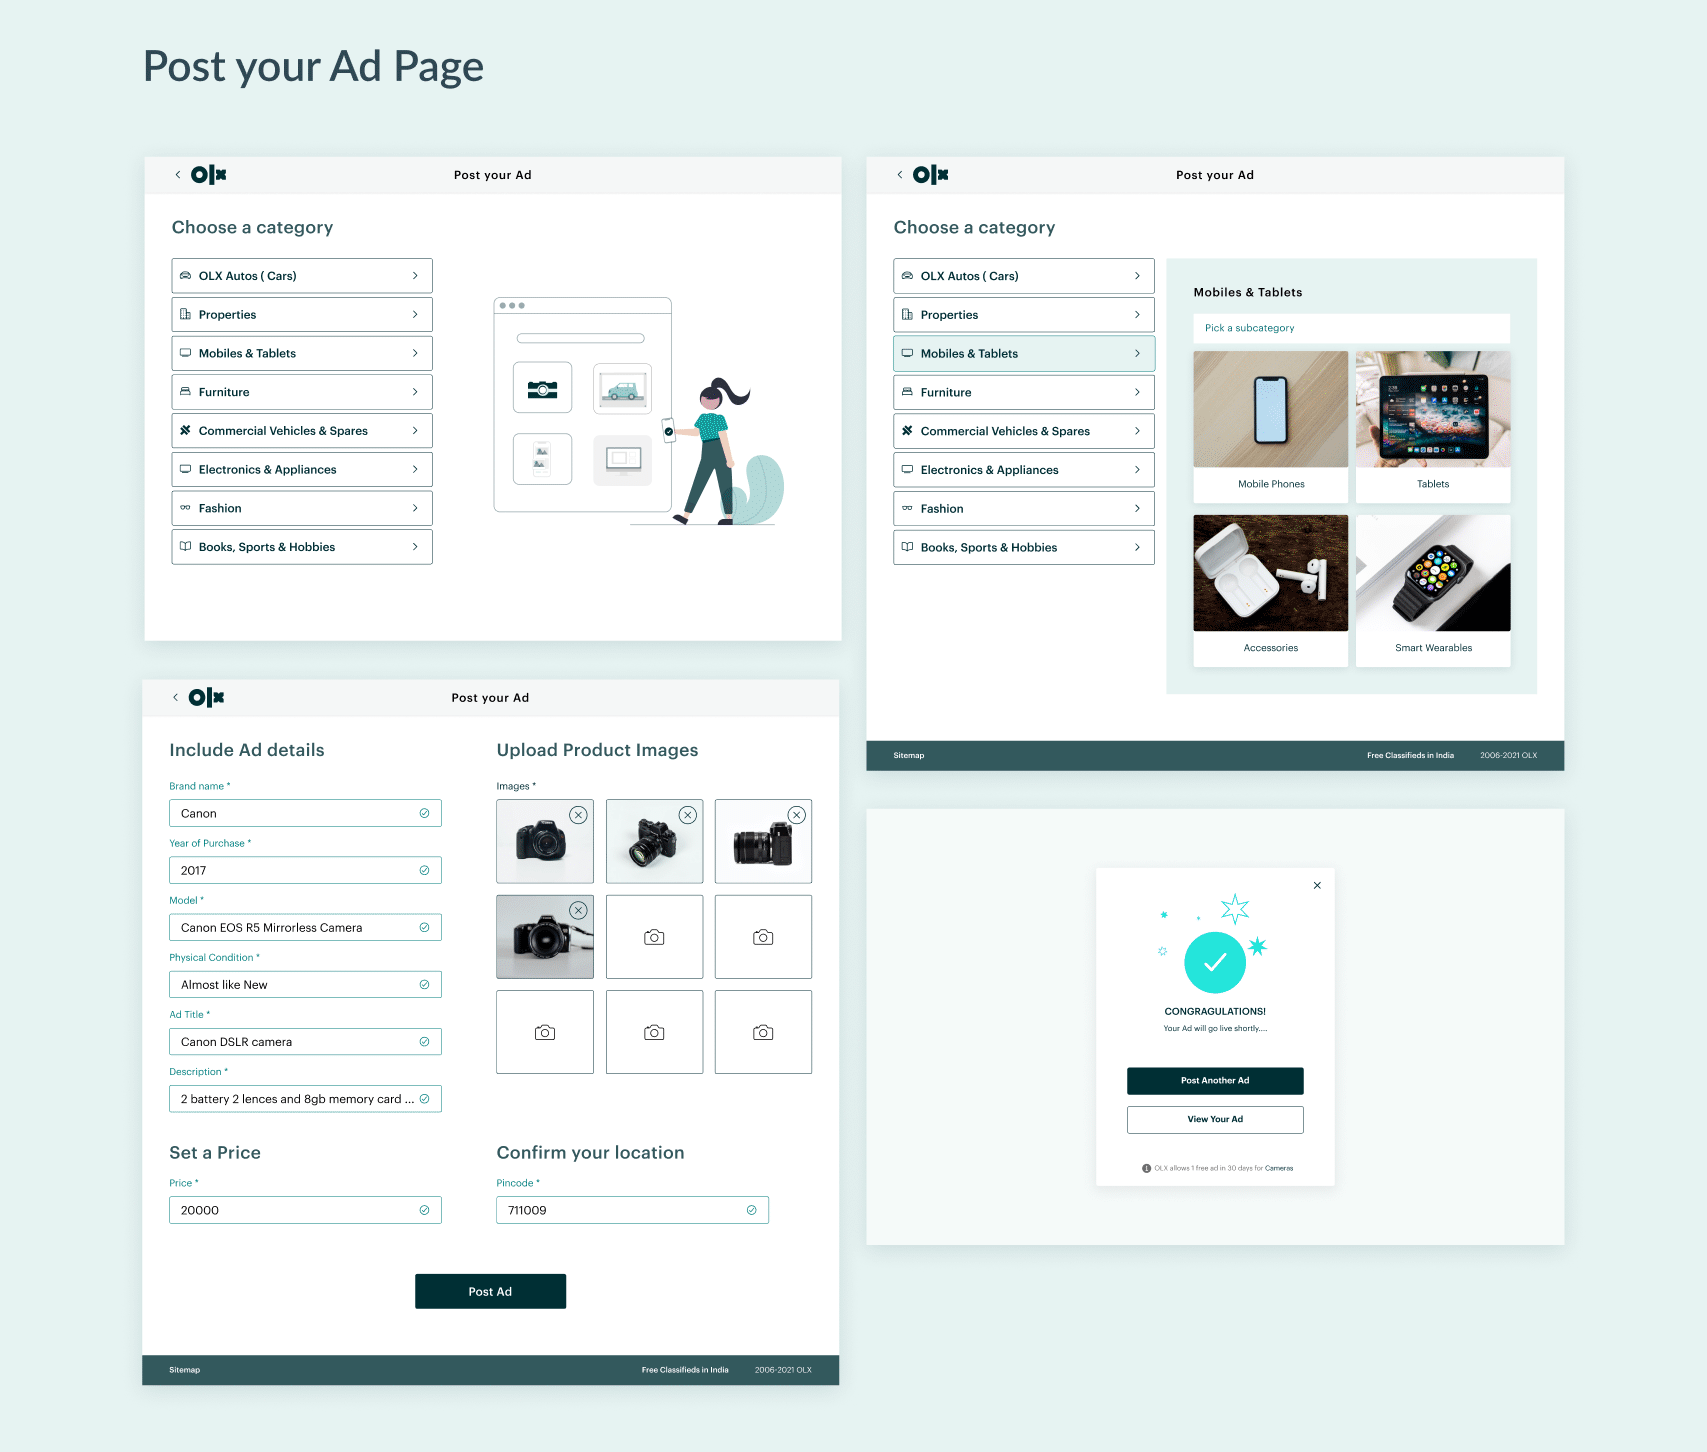 Post your Ad Page
OLX
Post your Ad
Choose a category
OLX Autos ( Cars)
Properties
Mobiles & Tablets
Furniture
Commercial Vehicles & Spares
Electronics & Appliances
Fashion
Books, Sports & Hobbies
OLX
Post your Ad
Choose a category
OLX Autos ( Cars)
Properties
Mobiles & Tablets
Furniture
Commercial Vehicles & Spares
Electronics & Appliances
Fashion
Books, Sports & Hobbies
Mobiles & Tablets
Pick a subcategory
Mobile Phones
Tablets
Accessories
Smart Wearables
Sitemap
Free Classifieds in India
2006-2021 OLX
OLX
Post your Ad
Include Ad details
Brand name *
Canon
Year of Purchase *
2017
Model *
Canon EOS R5 Mirrorless Camera
Physical Condition *
Almost like New
Ad Title *
Canon DSLR camera
Description *
2 battery 2 lences and 8gb memory card ...
Upload Product Images
Images *
Set a Price
Price *
20000
Confirm your location
Pincode *
711009
Post Ad
Sitemap
Free Classifieds in India
2006-2021 OLX
CONGRAGULATIONS!
Your Ad will go live shortly....
Post Another Ad
View Your Ad
OLX allows 1 free ad in 30 days for Cameras